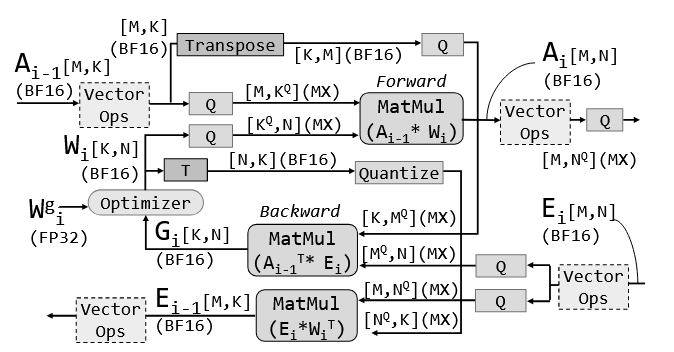 [M,K]
(BF16)
Transpose
[K,M](BF16)
Q
A_{i-1}[M,K]
(BF16)
Vector
Ops
Q
[M,K^Q](MX)
Forward
MatMul
(A_{i-1}* W_i)
A_i[M,N]
(BF16)
Vector
Ops
Q
[M,N^Q](MX)
W_i[K,N]
(BF16)
Q
[K^Q,N](MX)
T
[N,K](BF16)
Quantize
W^g_i
(FP32)
Optimizer
Backward
G_i[K,N]
(BF16)
MatMul
(A_{i-1}^T* E_i)
[K,M^Q](MX)
[M^Q,N](MX)
Q
E_i[M,N]
(BF16)
Vector
Ops
Vector
Ops
E_{i-1}[M,K]
(BF16)
MatMul
(E_i*W_i^T)
[M,N^Q](MX)
Q
[N^Q,K](MX)